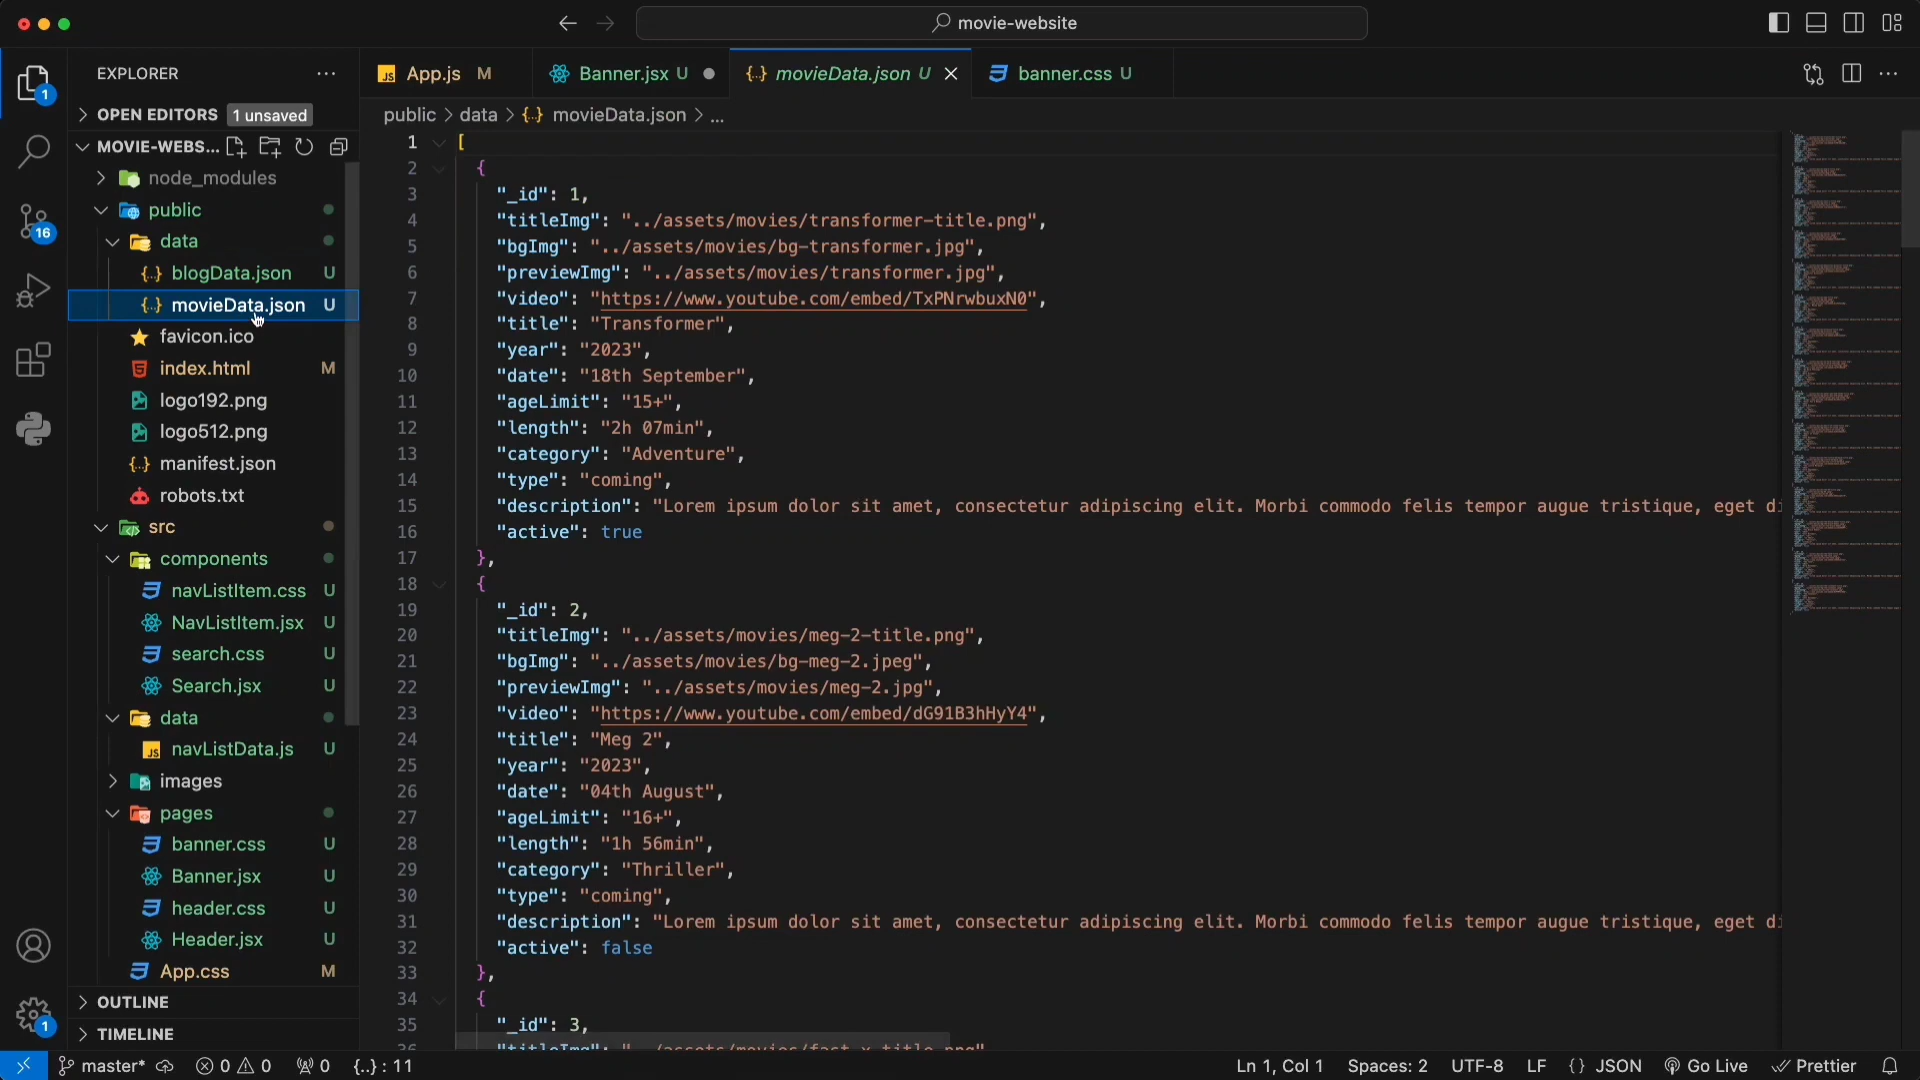 movie-website
EXPLORER
App.js M
Banner.jsx U
movieData.json U
banner.css U
OPEN EDITORS 1 unsaved
public > data > {..} movieData.json > ...
MOVIE-WEBS...
node_modules
public
data
blogData.json U
movieData.json U
favicon.ico
index.html M
logo192.png
logo512.png
manifest.json
robots.txt
src
components
navListItem.css U
NavListItem.jsx U
search.css U
Search.jsx U
data
navListData.js U
images
pages
banner.css U
Banner.jsx U
header.css U
Header.jsx U
App.css M
OUTLINE
TIMELINE
1
16
1
1 [
2 {
3 "_id": 1,
4 "titleImg": "../assets/movies/transformer-title.png",
5 "bgImg": "../assets/movies/bg-transformer.jpg",
6 "previewImg": "../assets/movies/transformer.jpg",
7 "video": "https://www.youtube.com/embed/TxPNrwbuxN0",
8 "title": "Transformer",
9 "year": "2023",
10 "date": "18th September",
11 "ageLimit": "15+",
12 "length": "2h 07min",
13 "category": "Adventure",
14 "type": "coming",
15 "description": "Lorem ipsum dolor sit amet, consectetur adipiscing elit. Morbi commodo felis tempor augue tristique, eget di
16 "active": true
17 },
18 {
19 "_id": 2,
20 "titleImg": "../assets/movies/meg-2-title.png",
21 "bgImg": "../assets/movies/bg-meg-2.jpeg",
22 "previewImg": "../assets/movies/meg-2.jpg",
23 "video": "https://www.youtube.com/embed/dG91B3hHyY4",
24 "title": "Meg 2",
25 "year": "2023",
26 "date": "04th August",
27 "ageLimit": "16+",
28 "length": "1h 56min",
29 "category": "Thriller",
30 "type": "coming",
31 "description": "Lorem ipsum dolor sit amet, consectetur adipiscing elit. Morbi commodo felis tempor augue tristique, eget di
32 "active": false
33 },
34 {
35 "_id": 3,
36 "titleImg": "../assets/movies/fast-x-title.png"
master* 0 0 0 {..} : 11 Ln 1, Col 1 Spaces: 2 UTF-8 LF {} JSON Go Live Prettier